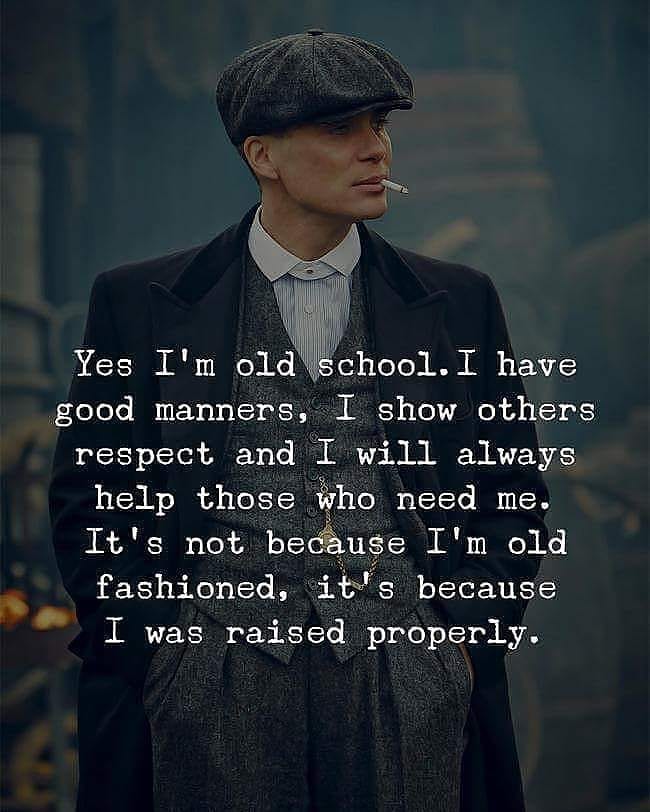 Yes I'm old school.I have
good manners, I show others
respect and I will always
help those who need me.
It's not because I'm old
fashioned, it's because
I was raised properly.